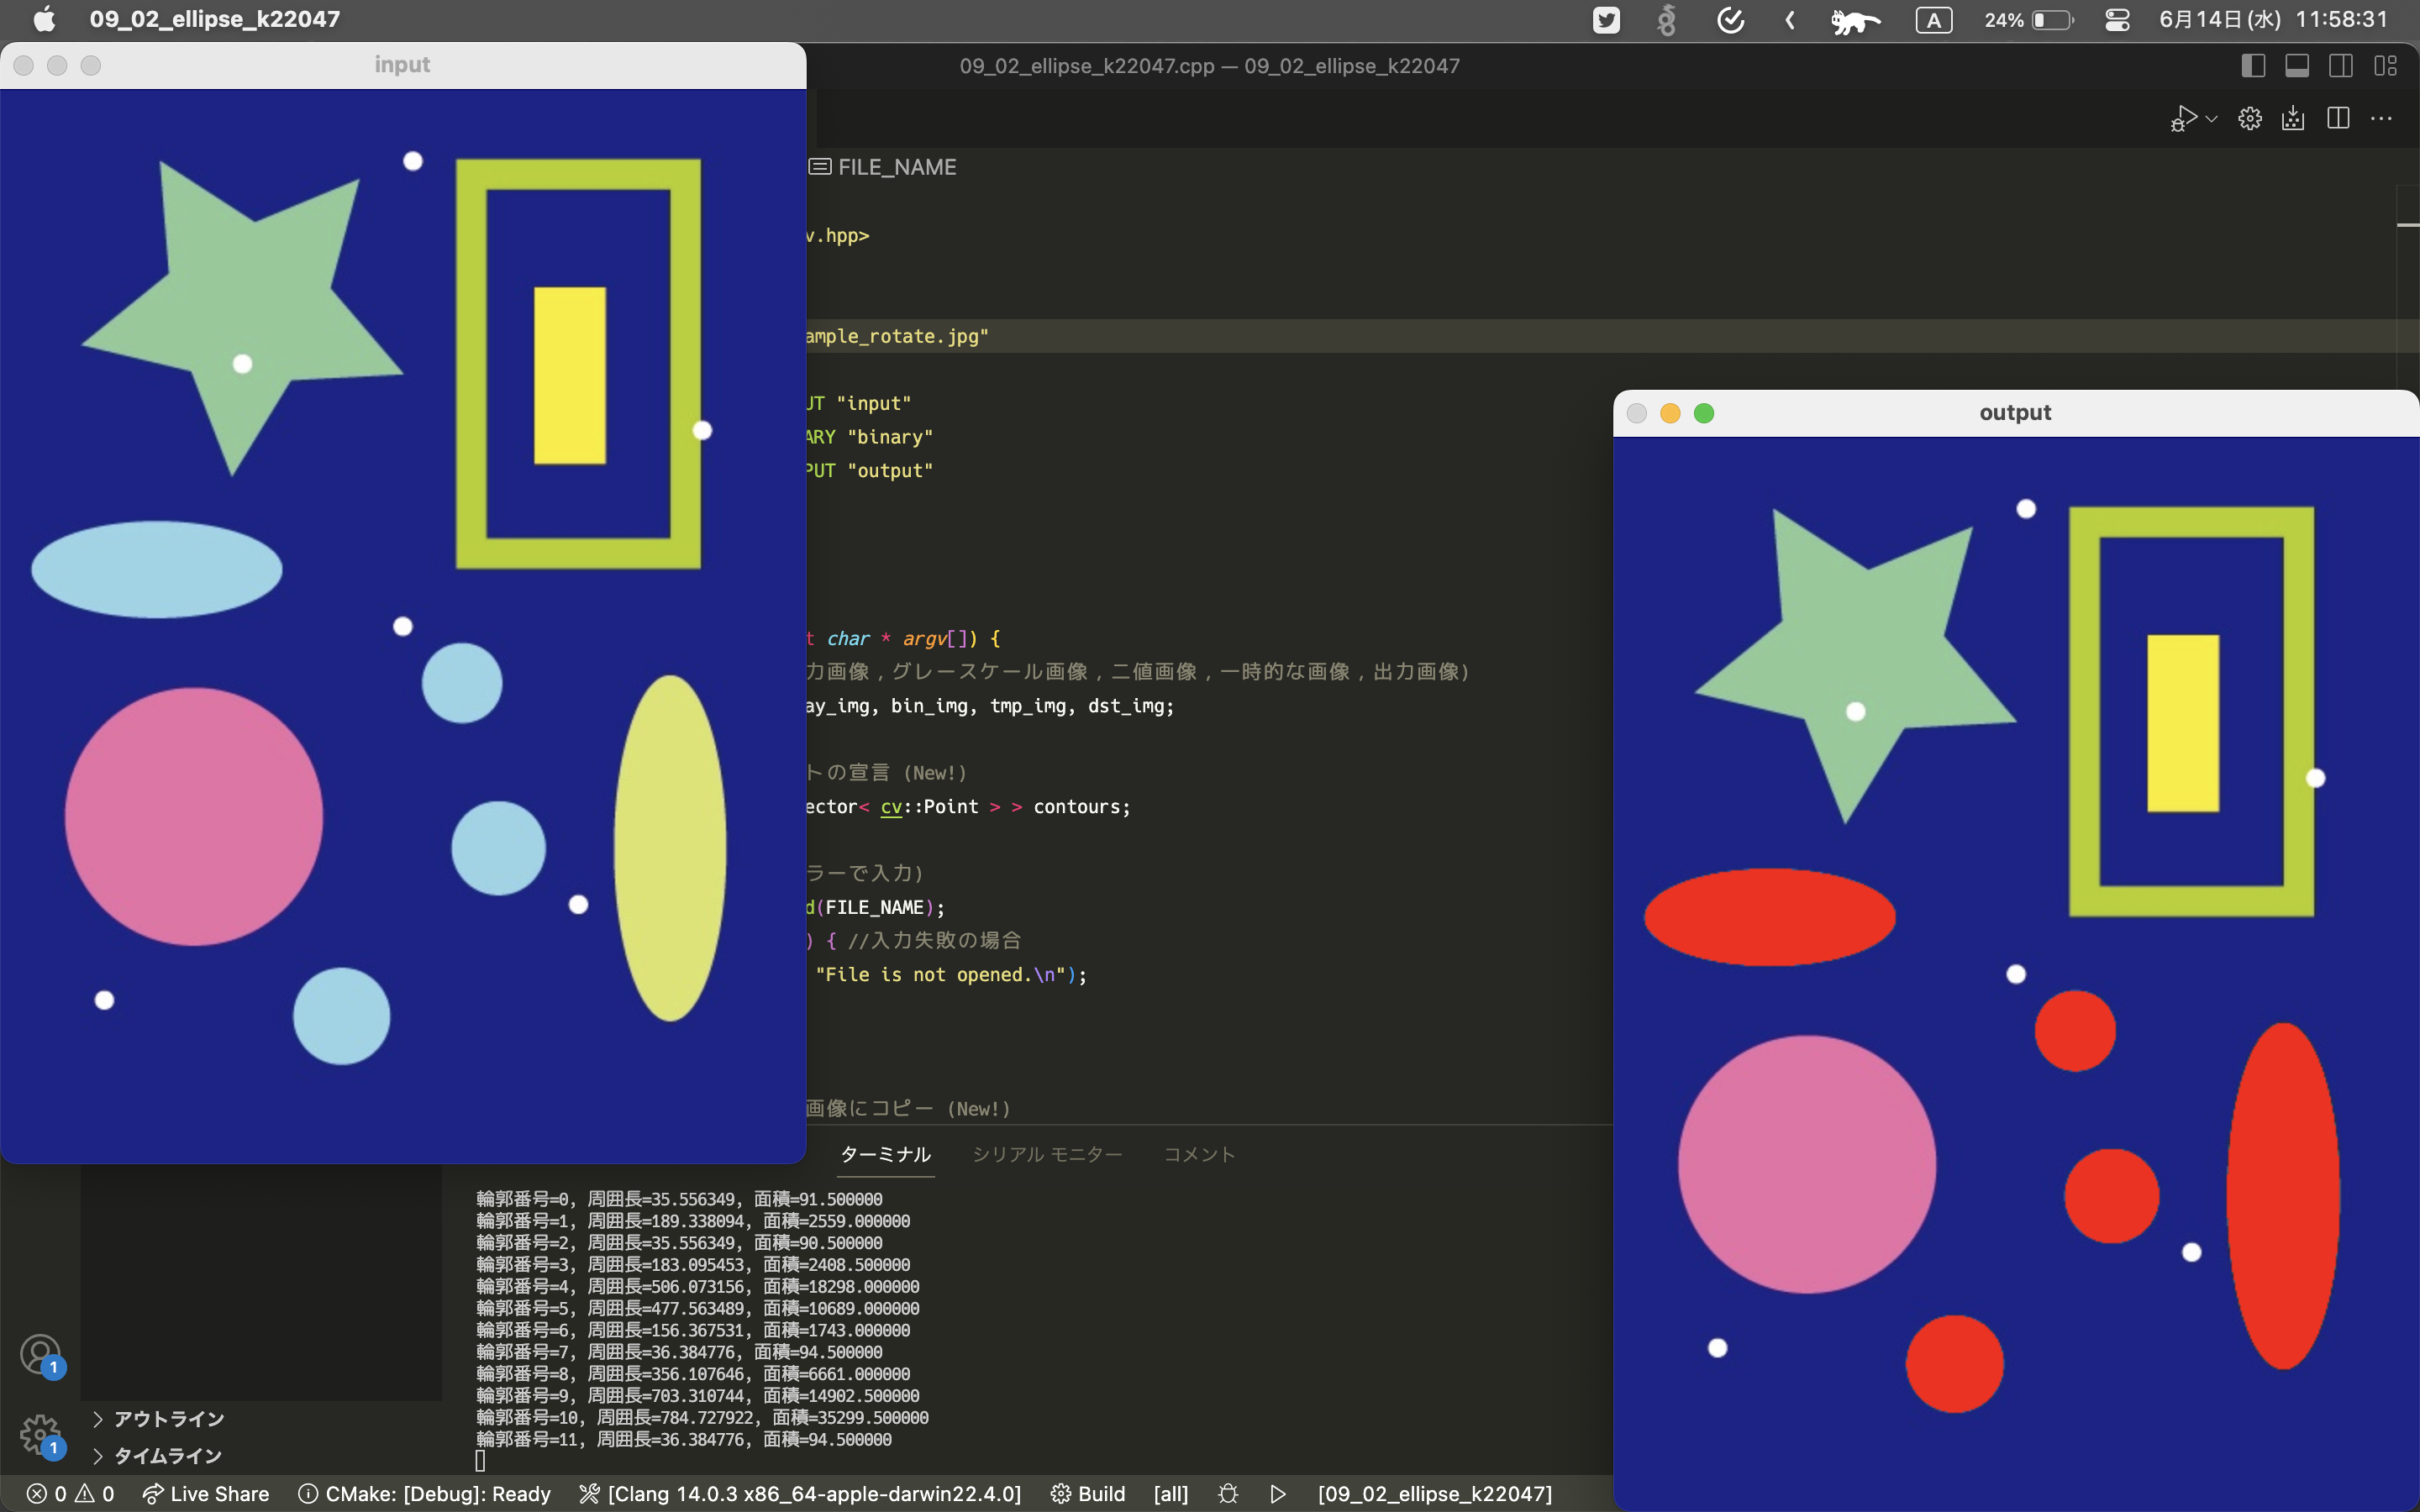 09_02_ellipse_k22047
A
24%
6月14日(水) 11:58:31
input
09_02_ellipse_k22047.cpp — 09_02_ellipse_k22047
FILE_NAME
v.hpp>
ample_rotate.jpg"
UT "input"
ARY "binary"
PUT "output"
output
t char * argv[]) {
力画像，グレースケール画像，二値画像，一時的な画像，出力画像)
ay_img, bin_img, tmp_img, dst_img;
トの宣言 (New!)
ector< cv::Point > > contours;
ラーで入力)
d(FILE_NAME);
) { //入力失敗の場合
"File is not opened.\n");
画像にコピー (New!)
ターミナル シリアル モニター コメント
輪郭番号=0, 周囲長=35.556349, 面積=91.500000
輪郭番号=1, 周囲長=189.338094, 面積=2559.000000
輪郭番号=2, 周囲長=35.556349, 面積=90.500000
輪郭番号=3, 周囲長=183.095453, 面積=2408.500000
輪郭番号=4, 周囲長=506.073156, 面積=18298.000000
輪郭番号=5, 周囲長=477.563489, 面積=10689.000000
輪郭番号=6, 周囲長=156.367531, 面積=1743.000000
輪郭番号=7, 周囲長=36.384776, 面積=94.500000
輪郭番号=8, 周囲長=356.107646, 面積=6661.000000
輪郭番号=9, 周囲長=703.310744, 面積=14902.500000
輪郭番号=10, 周囲長=784.727922, 面積=35299.500000
輪郭番号=11, 周囲長=36.384776, 面積=94.500000
1
1
アウトライン
タイムライン
0 0 Live Share CMake: [Debug]: Ready [Clang 14.0.3 x86_64-apple-darwin22.4.0] Build [all] [09_02_ellipse_k22047]